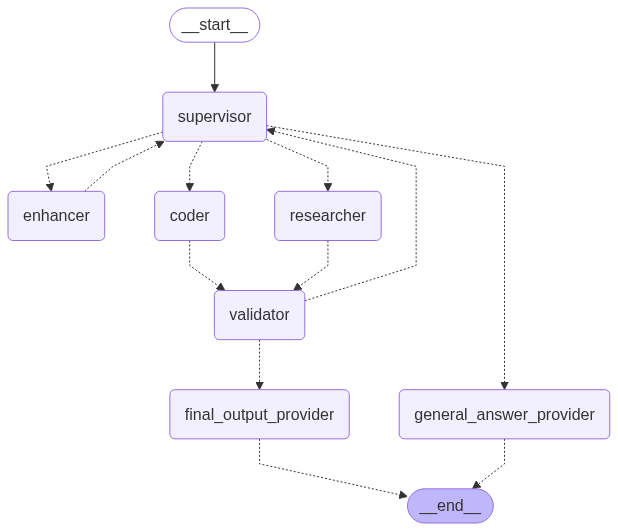 __start__
supervisor
enhancer
coder
researcher
validator
final_output_provider
general_answer_provider
__end__